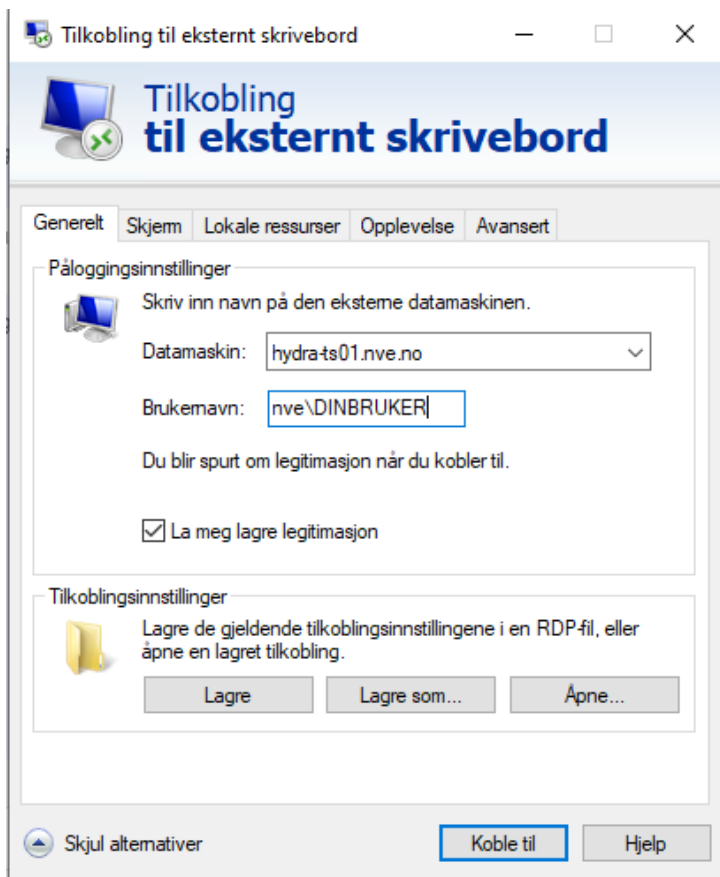 Tilkobling til eksternt skrivebord
Tilkobling
til eksternt skrivebord
Generelt Skjerm Lokale ressurser Opplevelse Avansert
Påloggingsinnstillinger
Skriv inn navn på den eksterne datamaskinen.
Datamaskin: hydra-ts01.nve.no
Brukernavn: nve\DINBRUKER
Du blir spurt om legitimasjon når du kobler til.
La meg lagre legitimasjon
Tilkoblingsinnstillinger
Lagre de gjeldende tilkoblingsinnstillingene i en RDP-fil, eller
åpne en lagret tilkobling.
Lagre Lagre som... Åpne...
Skjul alternativer Koble til Hjelp